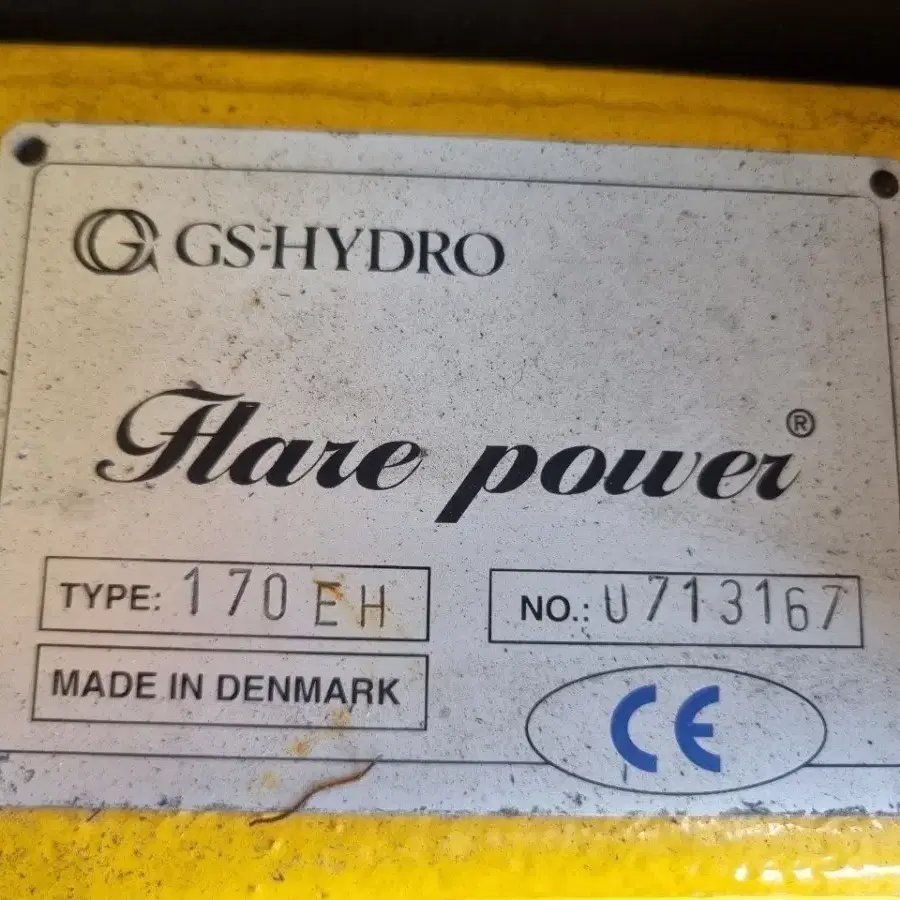 GS-HYDRO
Flare power®
TYPE: 170 EH
NO.: U713167
MADE IN DENMARK
CE